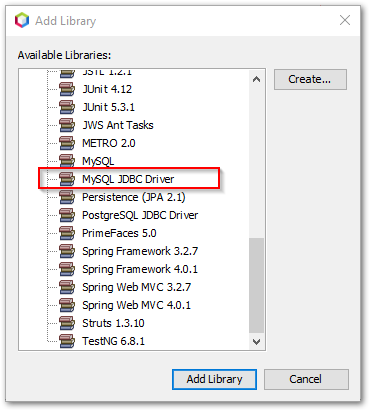 Add Library
Available Libraries:
JSTL 1.2.1
Create...
JUnit 4.12
JUnit 5.3.1
JWS Ant Tasks
METRO 2.0
MySQL
MySQL JDBC Driver
Persistence (JPA 2.1)
PostgreSQL JDBC Driver
PrimeFaces 5.0
Spring Framework 3.2.7
Spring Framework 4.0.1
Spring Web MVC 3.2.7
Spring Web MVC 4.0.1
Struts 1.3.10
TestNG 6.8.1
Add Library
Cancel